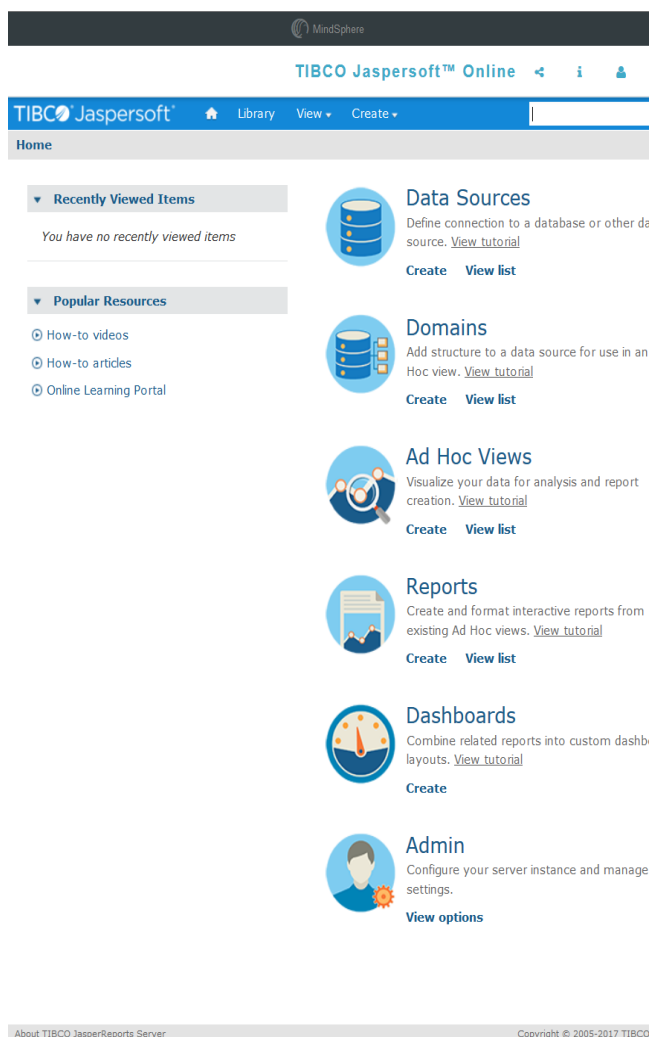 MindSphere
TIBCO Jaspersoft™ Online
TIBCO Jaspersoft
Library
View
Create
Home
Recently Viewed Items
You have no recently viewed items
Popular Resources
How-to videos
How-to articles
Online Learning Portal
Data Sources
Define connection to a database or other da
source. View tutorial
Create View list
Domains
Add structure to a data source for use in an
Hoc view. View tutorial
Create View list
Ad Hoc Views
Visualize your data for analysis and report
creation. View tutorial
Create View list
Reports
Create and format interactive reports from
existing Ad Hoc views. View tutorial
Create View list
Dashboards
Combine related reports into custom dashb
layouts. View tutorial
Create
Admin
Configure your server instance and manage
settings.
View options
About TIBCO JasperReports Server
Copyright © 2005-2017 TIBCO